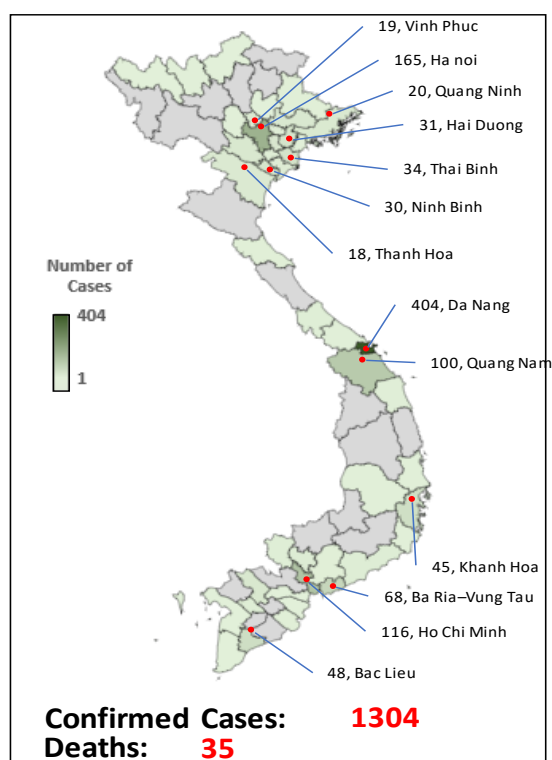 19, Vinh Phuc
165, Ha noi
20, Quang Ninh
31, Hai Duong
34, Thai Binh
30, Ninh Binh
18, Thanh Hoa
Number of
Cases
404
1
404, Da Nang
100, Quang Nam
45, Khanh Hoa
68, Ba Ria–Vung Tau
116, Ho Chi Minh
48, Bac Lieu
Confirmed Cases: 1304
Deaths: 35